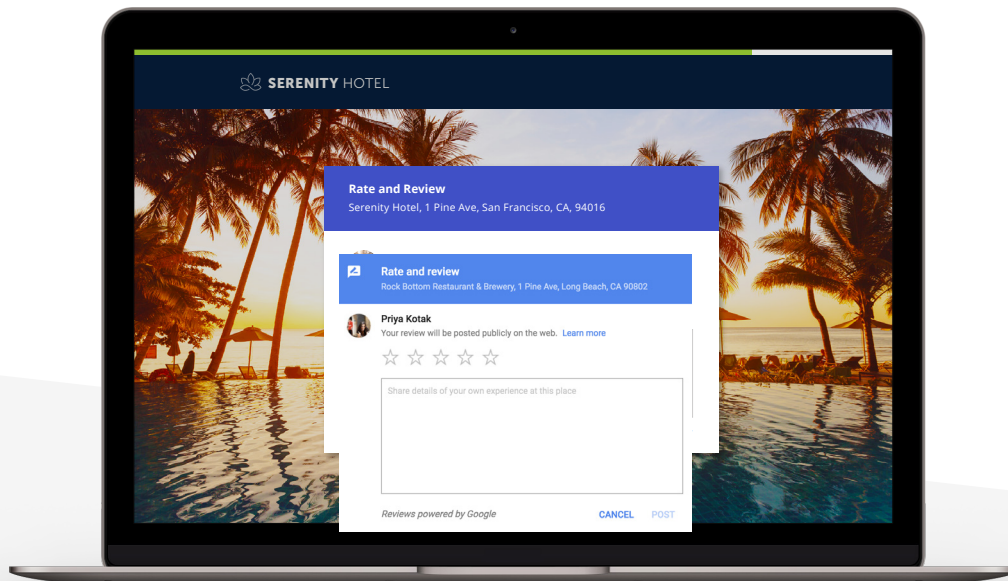 SERENITY HOTEL
Rate and Review
Serenity Hotel, 1 Pine Ave, San Francisco, CA, 94016
Rate and review
Rock Bottom Restaurant & Brewery, 1 Pine Ave, Long Beach, CA 90802
Priya Kotak
Your review will be posted publicly on the web. Learn more
Share details of your own experience at this place
Reviews powered by Google
CANCEL POST